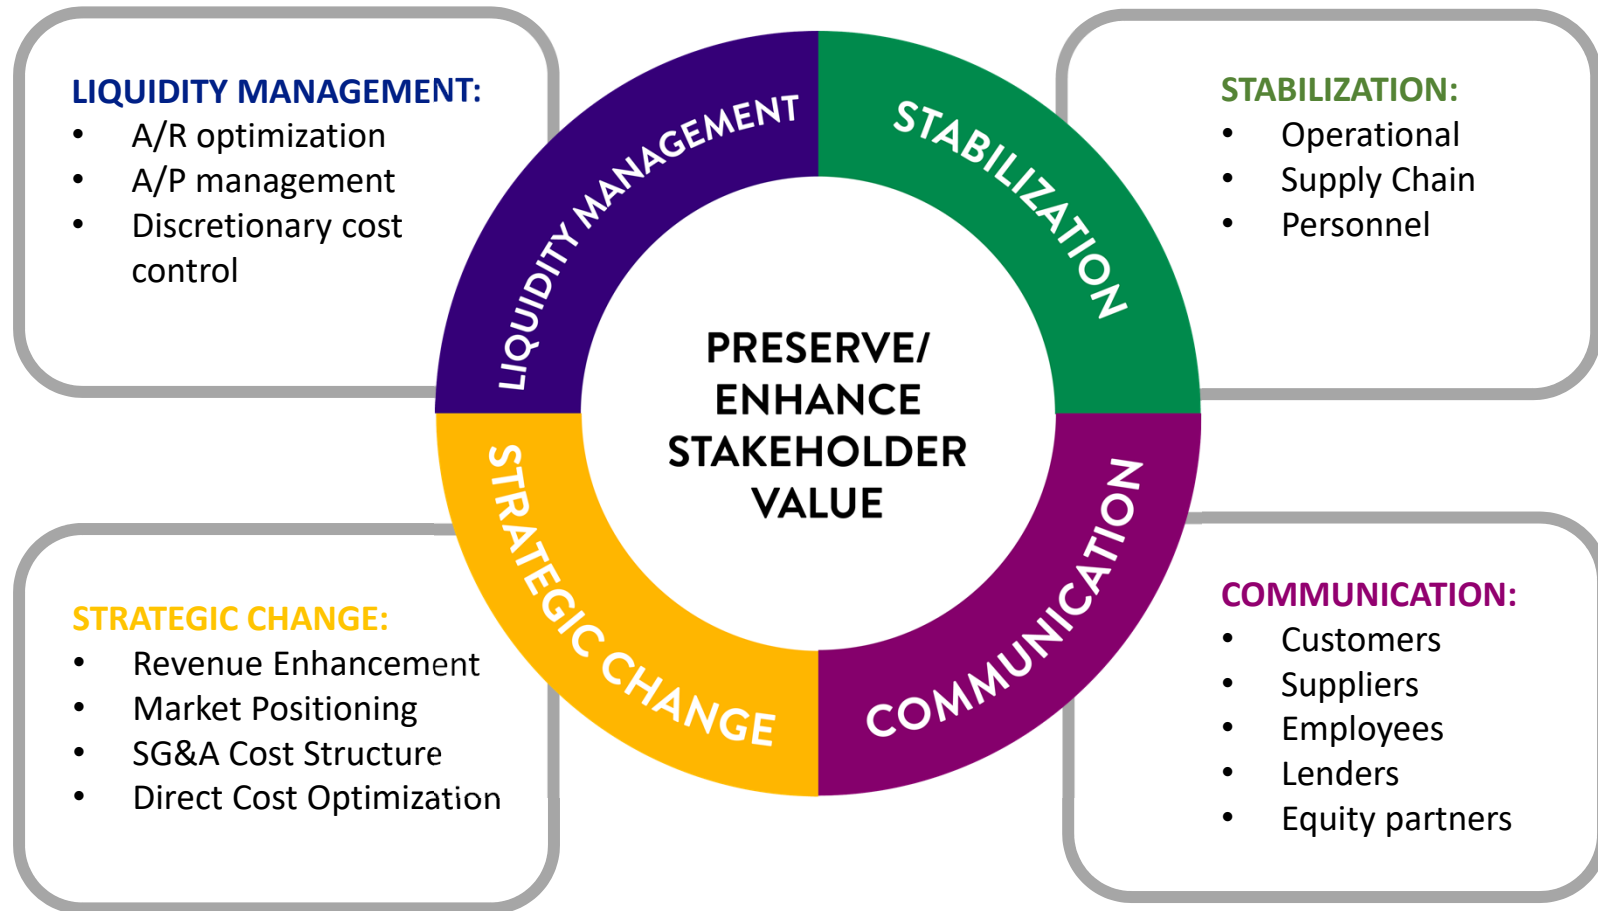 LIQUIDITY MANAGEMENT:
• A/R optimization
• A/P management
• Discretionary cost
control
STABILIZATION:
• Operational
• Supply Chain
• Personnel
LIQUIDITY MANAGEMENT
STABILIZATION
PRESERVE/
ENHANCE
STAKEHOLDER
VALUE
STRATEGIC CHANGE
COMMUNICATION
STRATEGIC CHANGE:
• Revenue Enhancement
• Market Positioning
• SG&A Cost Structure
• Direct Cost Optimization
COMMUNICATION:
• Customers
• Suppliers
• Employees
• Lenders
• Equity partners